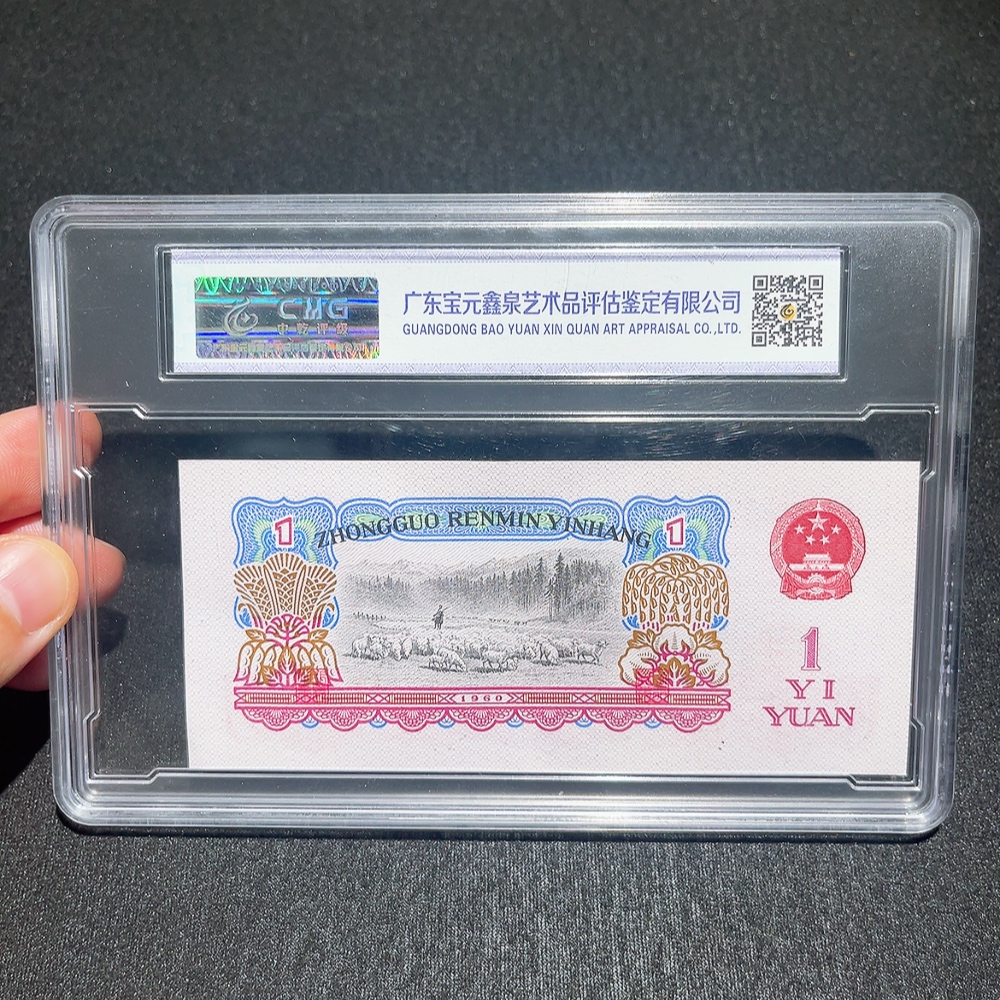 CMG
中乾评级
广东宝元鑫泉艺术品评估鉴定有限公司
GUANGDONG BAO YUAN XIN QUAN ART APPRAISAL CO.,LTD.
1
ZHONGGUO RENMIN YINHANG
1
1960
1
YI
YUAN